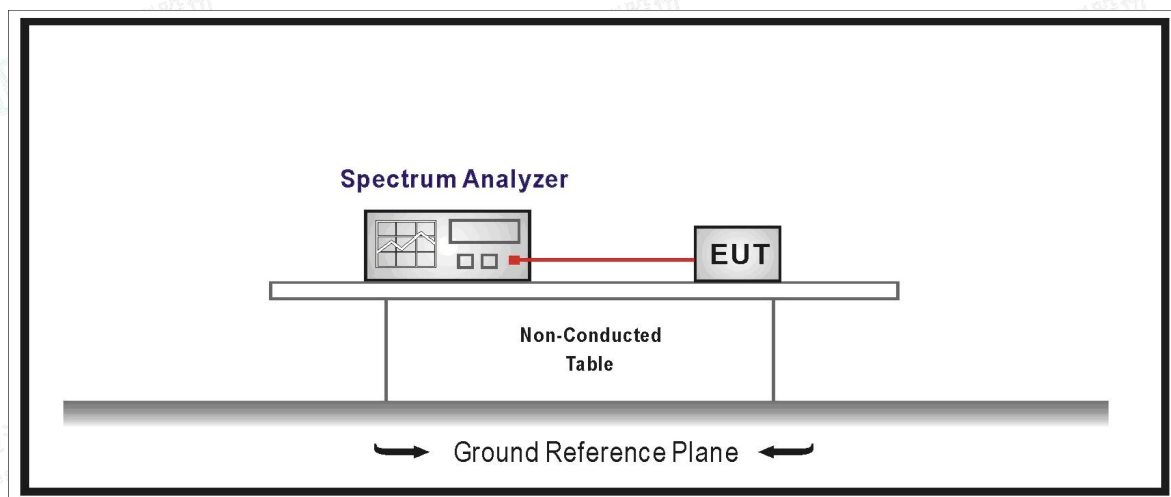 Spectrum Analyzer
EUT
Non-Conducted
Table
Ground Reference Plane